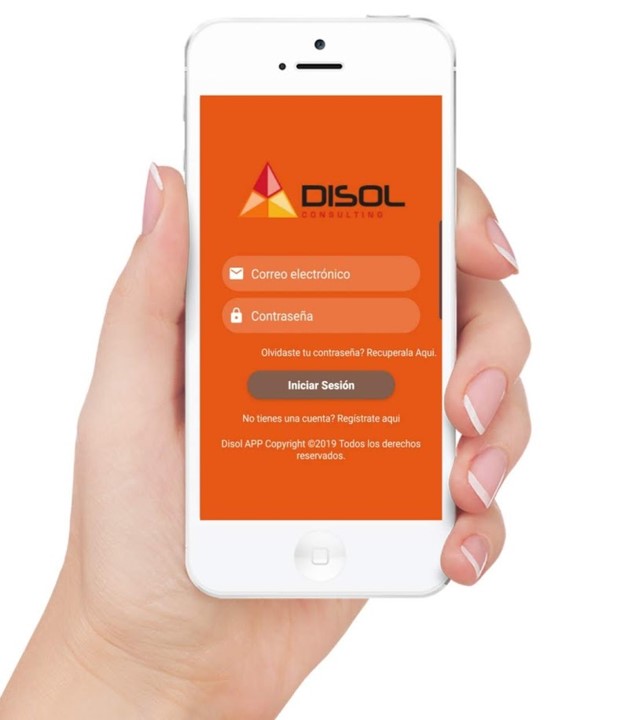 DISOL
CONSULTING
Correo electrónico
Contraseña
Olvidaste tu contraseña? Recuperala Aqui.
Iniciar Sesión
No tienes una cuenta? Regístrate aqui
Disol APP Copyright ©2019 Todos los derechos
reservados.